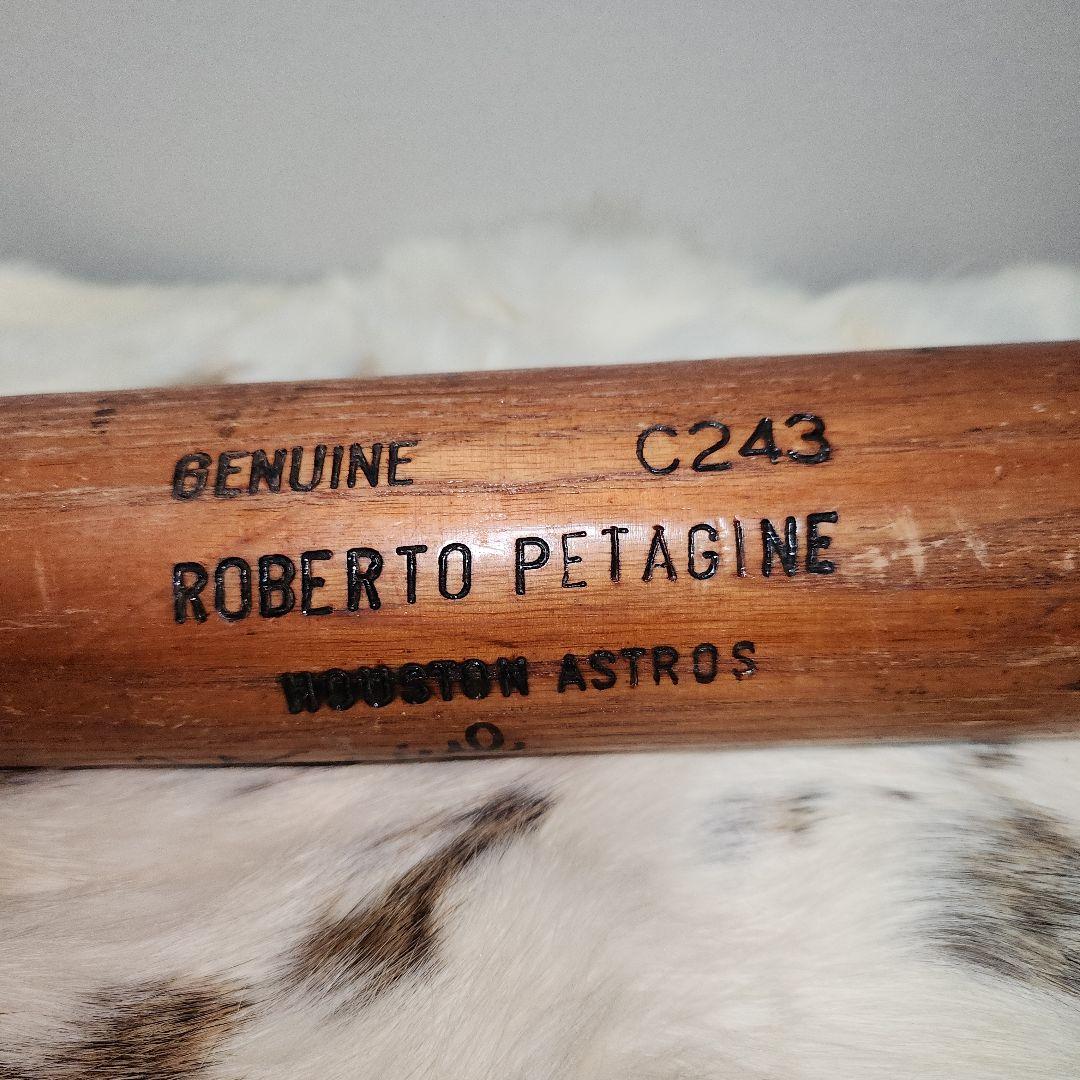 GENUINE C243
ROBERTO PETAGINE
HOUSTON ASTROS